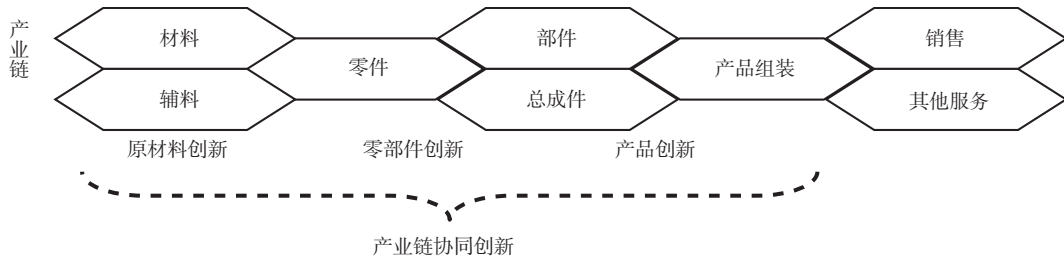 产业链
材料
部件
销售
零件
产品组装
辅料
总成件
其他服务
原材料创新
零部件创新
产品创新
产业链协同创新